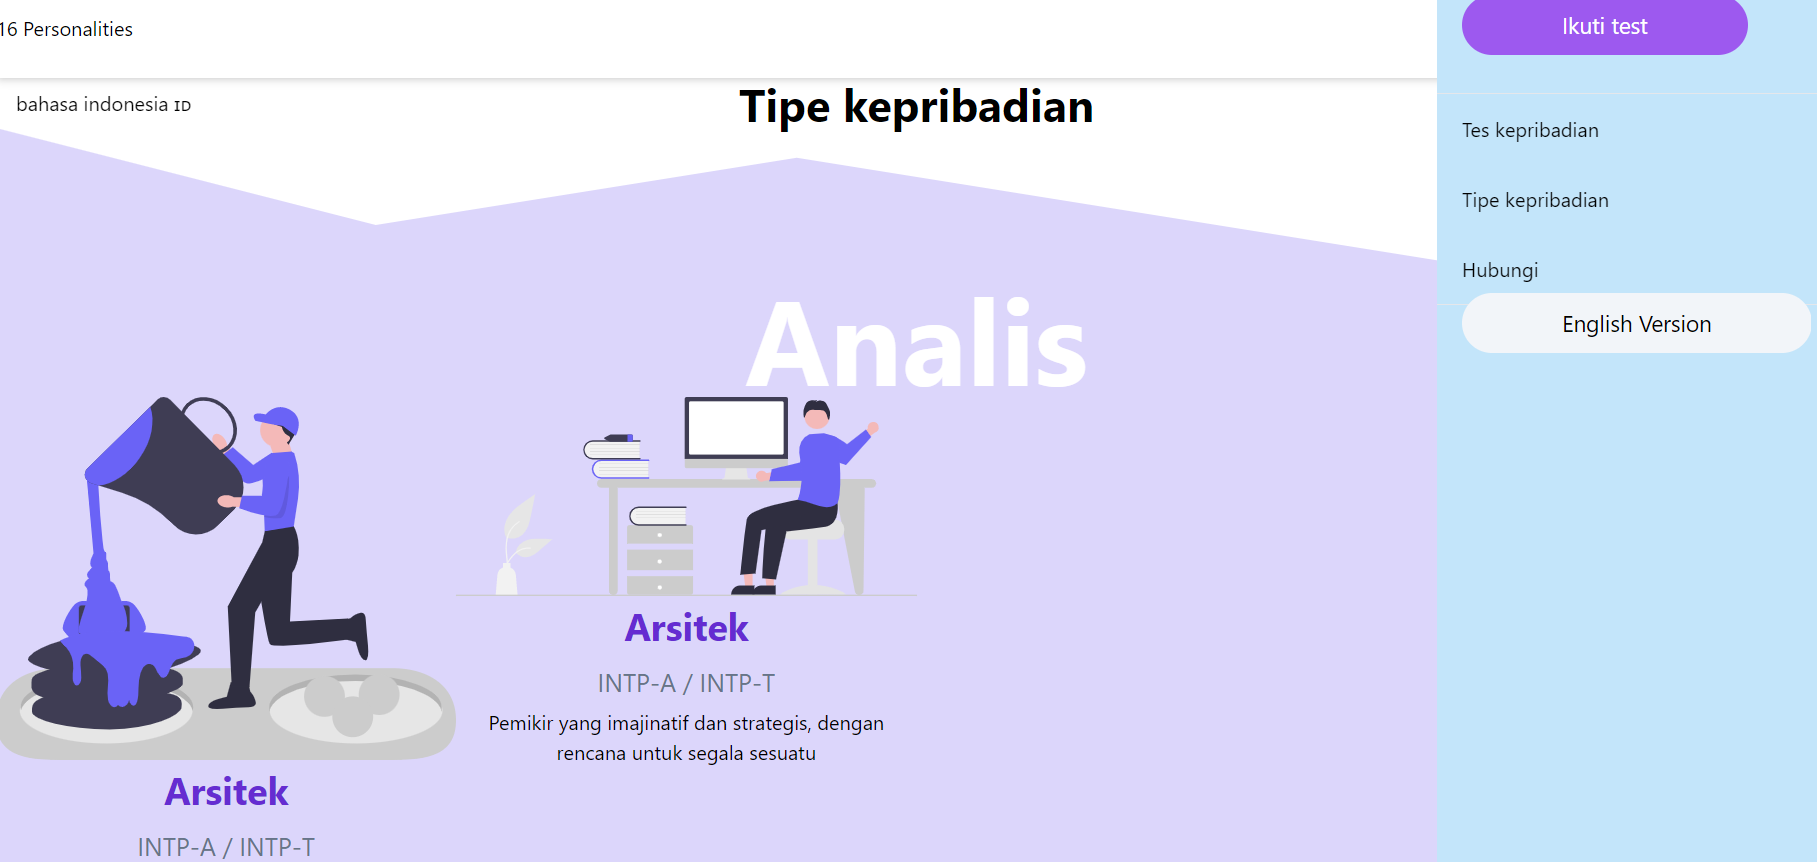 16 Personalities
bahasa indonesia ɪᴅ
Tipe kepribadian
Analis
Arsitek
INTP-A / INTP-T
Arsitek
INTP-A / INTP-T
Pemikir yang imajinatif dan strategis, dengan
rencana untuk segala sesuatu
Ikuti test
Tes kepribadian
Tipe kepribadian
Hubungi
English Version